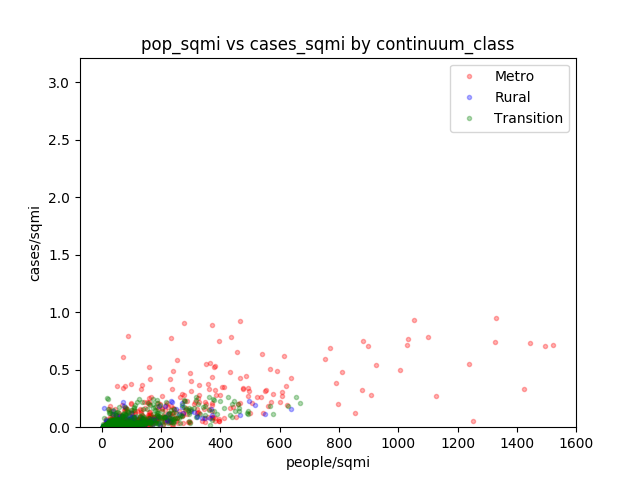 pop_sqmi vs cases_sqmi by continuum_class
Metro
Rural
Transition
3.0
2.5
2.0
1.5
1.0
0.5
0.0
cases/sqmi
0 200 400 600 800 1000 1200 1400 1600
people/sqmi